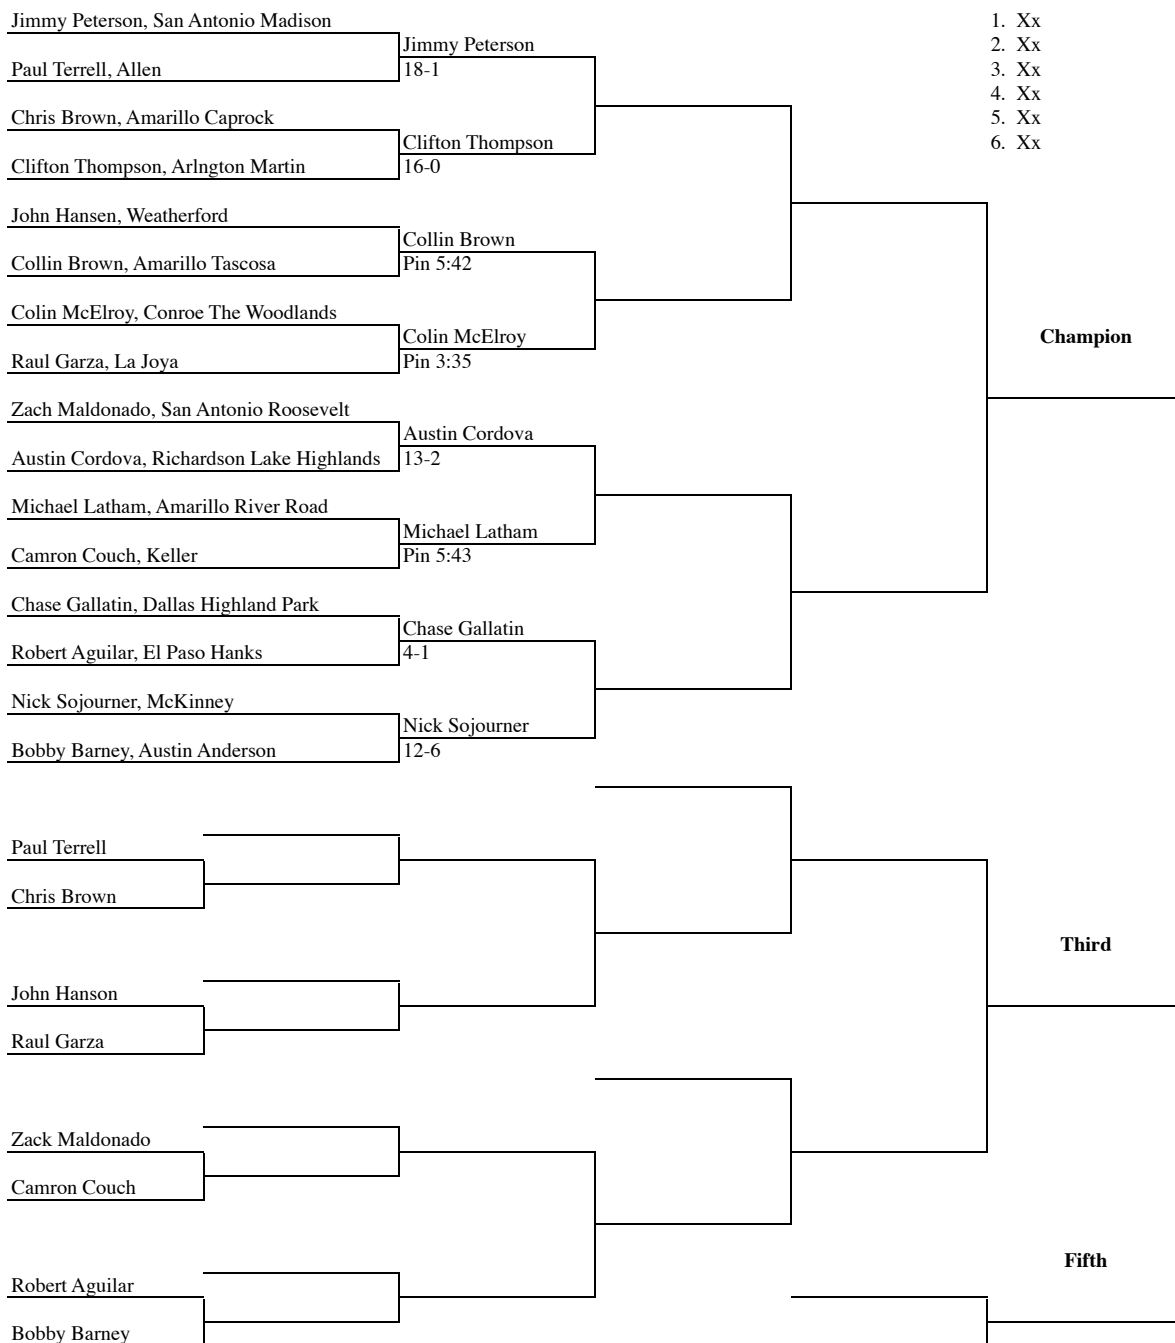 Jimmy Peterson, San Antonio Madison
Paul Terrell, Allen
Chris Brown, Amarillo Caprock
Clifton Thompson, Arlngton Martin
John Hansen, Weatherford
Collin Brown, Amarillo Tascosa
Colin McElroy, Conroe The Woodlands
Raul Garza, La Joya
Zach Maldonado, San Antonio Roosevelt
Austin Cordova, Richardson Lake Highlands
Michael Latham, Amarillo River Road
Camron Couch, Keller
Chase Gallatin, Dallas Highland Park
Robert Aguilar, El Paso Hanks
Nick Sojourner, McKinney
Bobby Barney, Austin Anderson
Jimmy Peterson
18-1
Clifton Thompson
16-0
Collin Brown
Pin 5:42
Colin McElroy
Pin 3:35
Austin Cordova
13-2
Michael Latham
Pin 5:43
Chase Gallatin
4-1
Nick Sojourner
12-6
1. Xx
2. Xx
3. Xx
4. Xx
5. Xx
6. Xx
Champion
Paul Terrell
Chris Brown
John Hanson
Raul Garza
Zack Maldonado
Camron Couch
Robert Aguilar
Bobby Barney
Third
Fifth